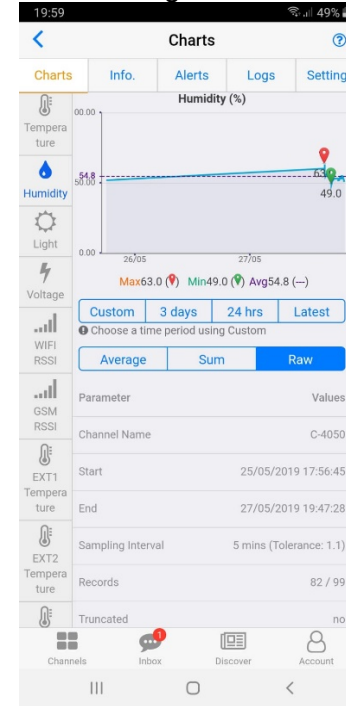 19:59
49%
Charts
Charts
Info.
Alerts
Logs
Setting
Humidity (%)
00.00
54.8
50.00
63.0
49.0
0.00
26/05
27/05
Max63.0 () Min49.0 () Avg54.8 (---)
Custom
3 days
24 hrs
Latest
Choose a time period using Custom
Average
Sum
Raw
Parameter
Values
Channel Name
C-4050
Start
25/05/2019 17:56:45
End
27/05/2019 19:47:28
Sampling Interval
5 mins (Tolerance: 1.1)
Records
82 / 99
Truncated
no
Tempera
ture
Humidity
Light
Voltage
WIFI
RSSI
GSM
RSSI
EXT1
Tempera
ture
EXT2
Tempera
ture
1
Channels
Inbox
Discover
Account